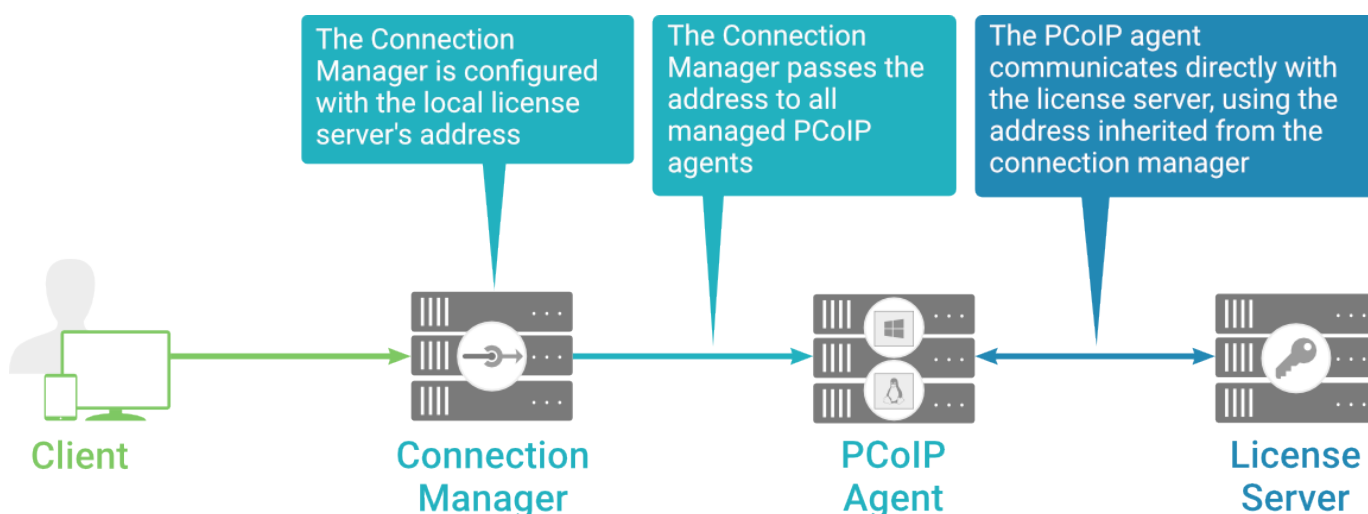 The Connection
Manager is configured
with the local license
server's address
The Connection
Manager passes the
address to all
managed PCoIP
agents
The PCoIP agent
communicates directly with
the license server, using the
address inherited from the
connection manager
Client
Connection
Manager
PCoIP
Agent
License
Server